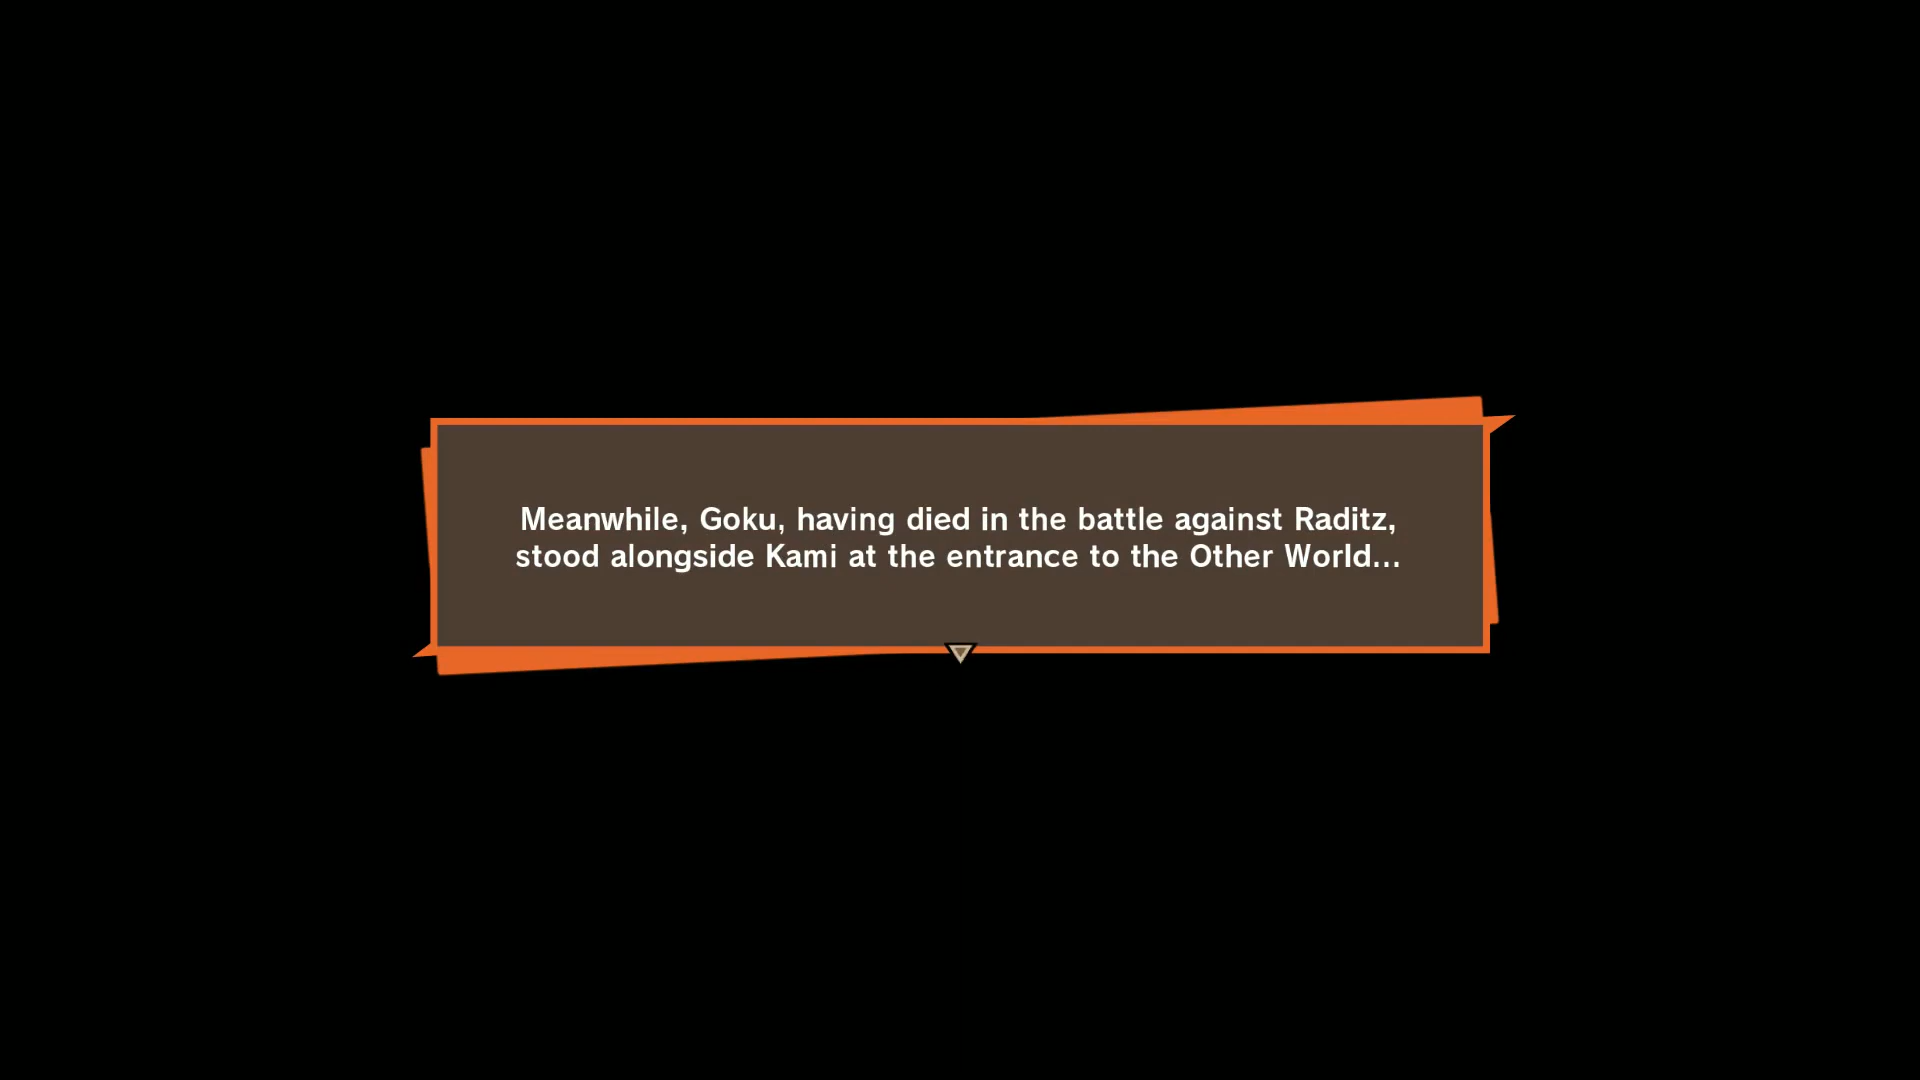 Meanwhile, Goku, having died in the battle against Raditz,
stood alongside Kami at the entrance to the Other World...